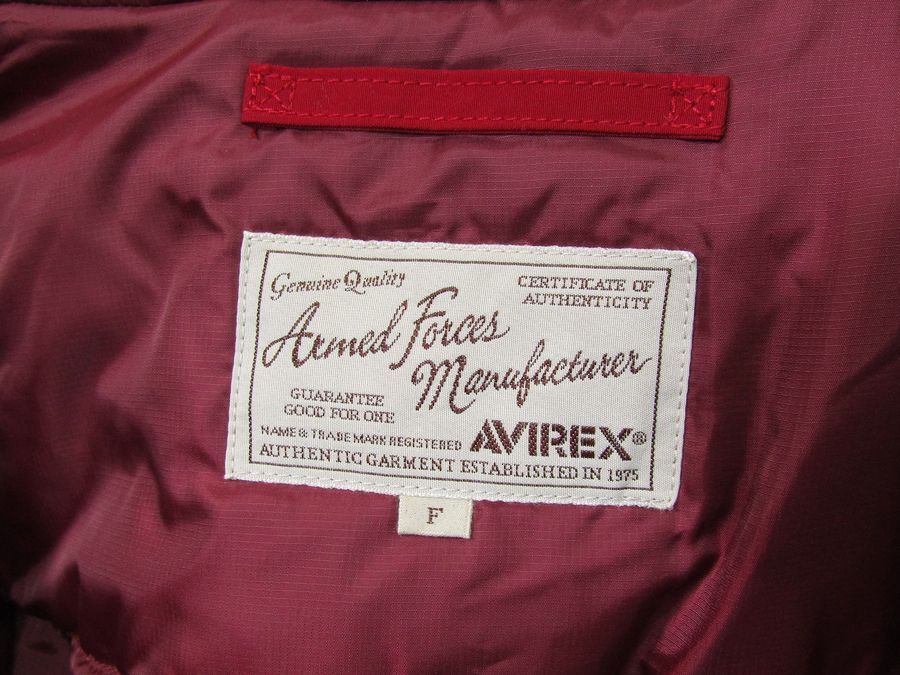 Genuine Quality
CERTIFICATE OF
AUTHENTICITY
Armed Forces
Manufacturer
GUARANTEE
GOOD FOR ONE
NAME & TRADE MARK REGISTERED
AVIREX®
AUTHENTIC GARMENT ESTABLISHED IN 1975
F